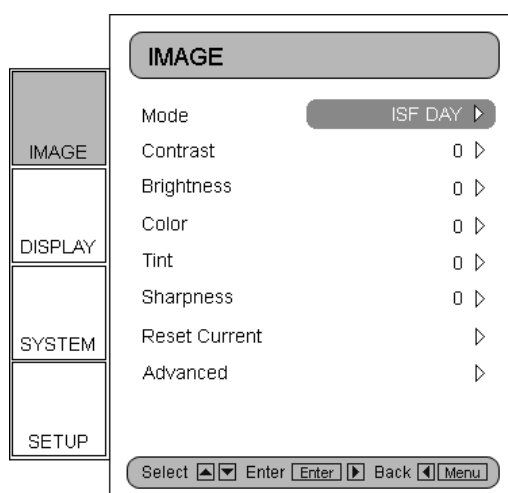 IMAGE
IMAGE
DISPLAY
SYSTEM
SETUP
Mode ISF DAY
Contrast 0
Brightness 0
Color 0
Tint 0
Sharpness 0
Reset Current
Advanced
Select Enter Enter Back Menu